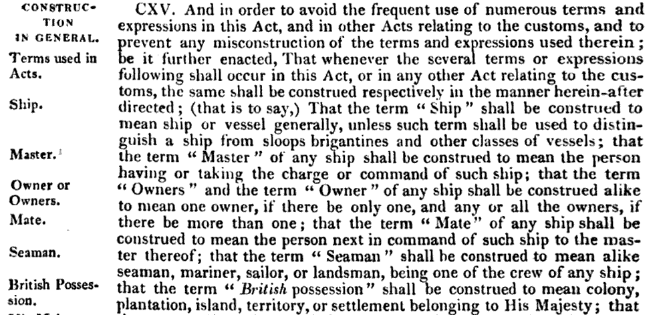 CONSTRUC-
TION
IN GENERAL.
Terms used in
Acts.
Ship.
Master.
Owner or
Owners.
Mate.
Seaman.
British Posses-
sion.
CXV. And in order to avoid the frequent use of numerous terms and
expressions in this Act, and in other Acts relating to the customs, and to
prevent any misconstruction of the terms and expressions used therein;
be it further enacted, That whenever the several terms or expressions
following shall occur in this Act, or in any other Act relating to the cus-
toms, the same shall be construed respectively in the manner herein-after
directed; (that is to say,) That the term “Ship” shall be construed to
mean ship or vessel generally, unless such term shall be used to distin-
guish a ship from sloops brigantines and other classes of vessels; that
the term “Master” of any ship shall be construed to mean the person
having or taking the charge or command of such ship; that the term
“Owners” and the term “Owner” of any ship shall be construed alike
to mean one owner, if there be only one, and any or all the owners, if
there be more than one; that the term “Mate” of any ship shall be
construed to mean the person next in command of such ship to the mas-
ter thereof; that the term “Seaman” shall be construed to mean alike
seaman, mariner, sailor, or landsman, being one of the crew of any ship;
that the term “British possession” shall be construed to mean colony,
plantation, island, territory, or settlement belonging to His Majesty; that